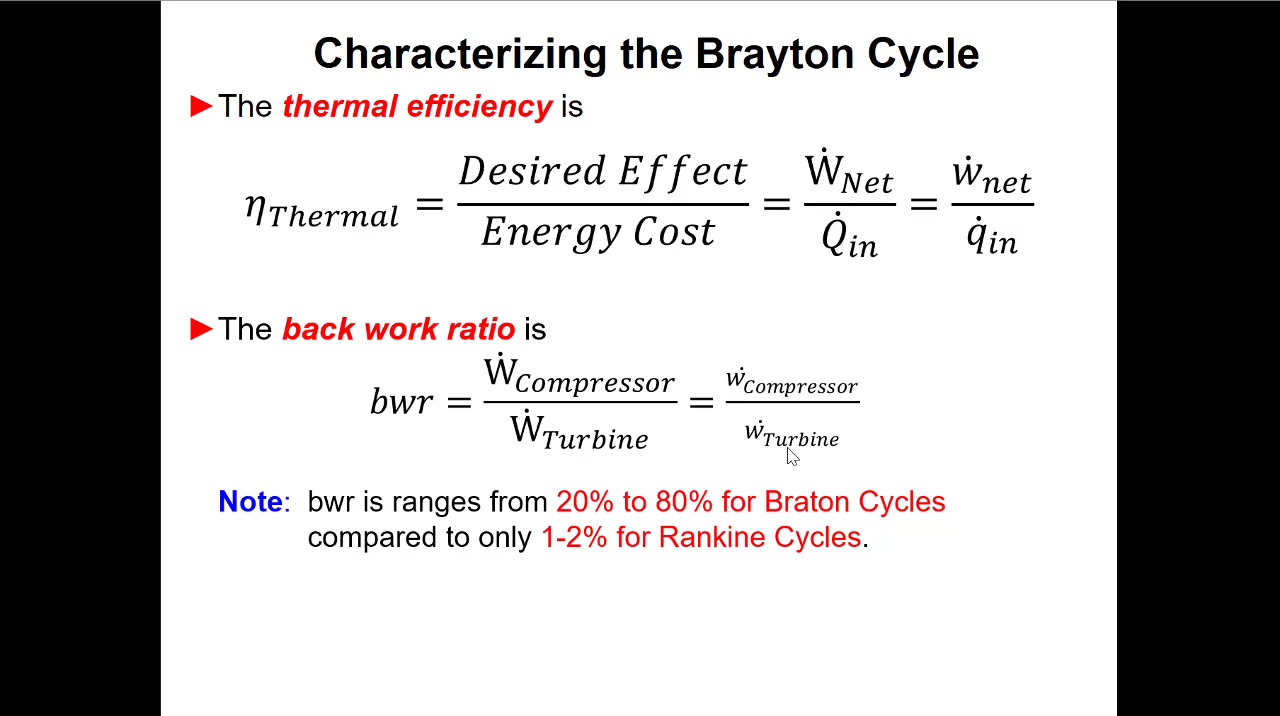 Characterizing the Brayton Cycle
►The thermal efficiency is
η_Thermal = Desired Effect / Energy Cost = Ẇ_Net / Q̇_in = ẇ_net / q̇_in
►The back work ratio is
bwr = Ẇ_Compressor / Ẇ_Turbine = ẇ_Compressor / ẇ_Turbine
Note: bwr is ranges from 20% to 80% for Braton Cycles
compared to only 1-2% for Rankine Cycles.